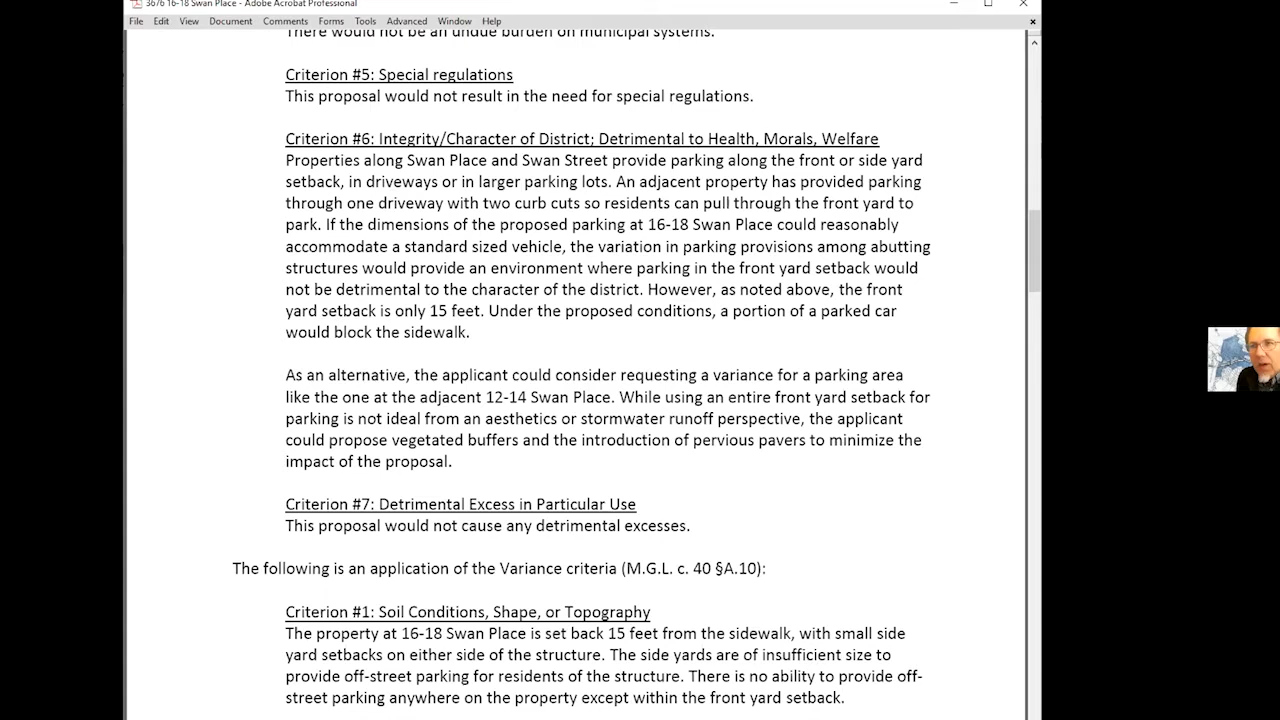 3676 16-18 Swan Place - Adobe Acrobat Professional
File Edit View Document Comments Forms Tools Advanced Window Help
There would not be an undue burden on municipal systems.
Criterion #5: Special regulations
This proposal would not result in the need for special regulations.
Criterion #6: Integrity/Character of District; Detrimental to Health, Morals, Welfare
Properties along Swan Place and Swan Street provide parking along the front or side yard
setback, in driveways or in larger parking lots. An adjacent property has provided parking
through one driveway with two curb cuts so residents can pull through the front yard to
park. If the dimensions of the proposed parking at 16-18 Swan Place could reasonably
accommodate a standard sized vehicle, the variation in parking provisions among abutting
structures would provide an environment where parking in the front yard setback would
not be detrimental to the character of the district. However, as noted above, the front
yard setback is only 15 feet. Under the proposed conditions, a portion of a parked car
would block the sidewalk.
As an alternative, the applicant could consider requesting a variance for a parking area
like the one at the adjacent 12-14 Swan Place. While using an entire front yard setback for
parking is not ideal from an aesthetics or stormwater runoff perspective, the applicant
could propose vegetated buffers and the introduction of pervious pavers to minimize the
impact of the proposal.
Criterion #7: Detrimental Excess in Particular Use
This proposal would not cause any detrimental excesses.
The following is an application of the Variance criteria (M.G.L. c. 40 §A.10):
Criterion #1: Soil Conditions, Shape, or Topography
The property at 16-18 Swan Place is set back 15 feet from the sidewalk, with small side
yard setbacks on either side of the structure. The side yards are of insufficient size to
provide off-street parking for residents of the structure. There is no ability to provide off-
street parking anywhere on the property except within the front yard setback.